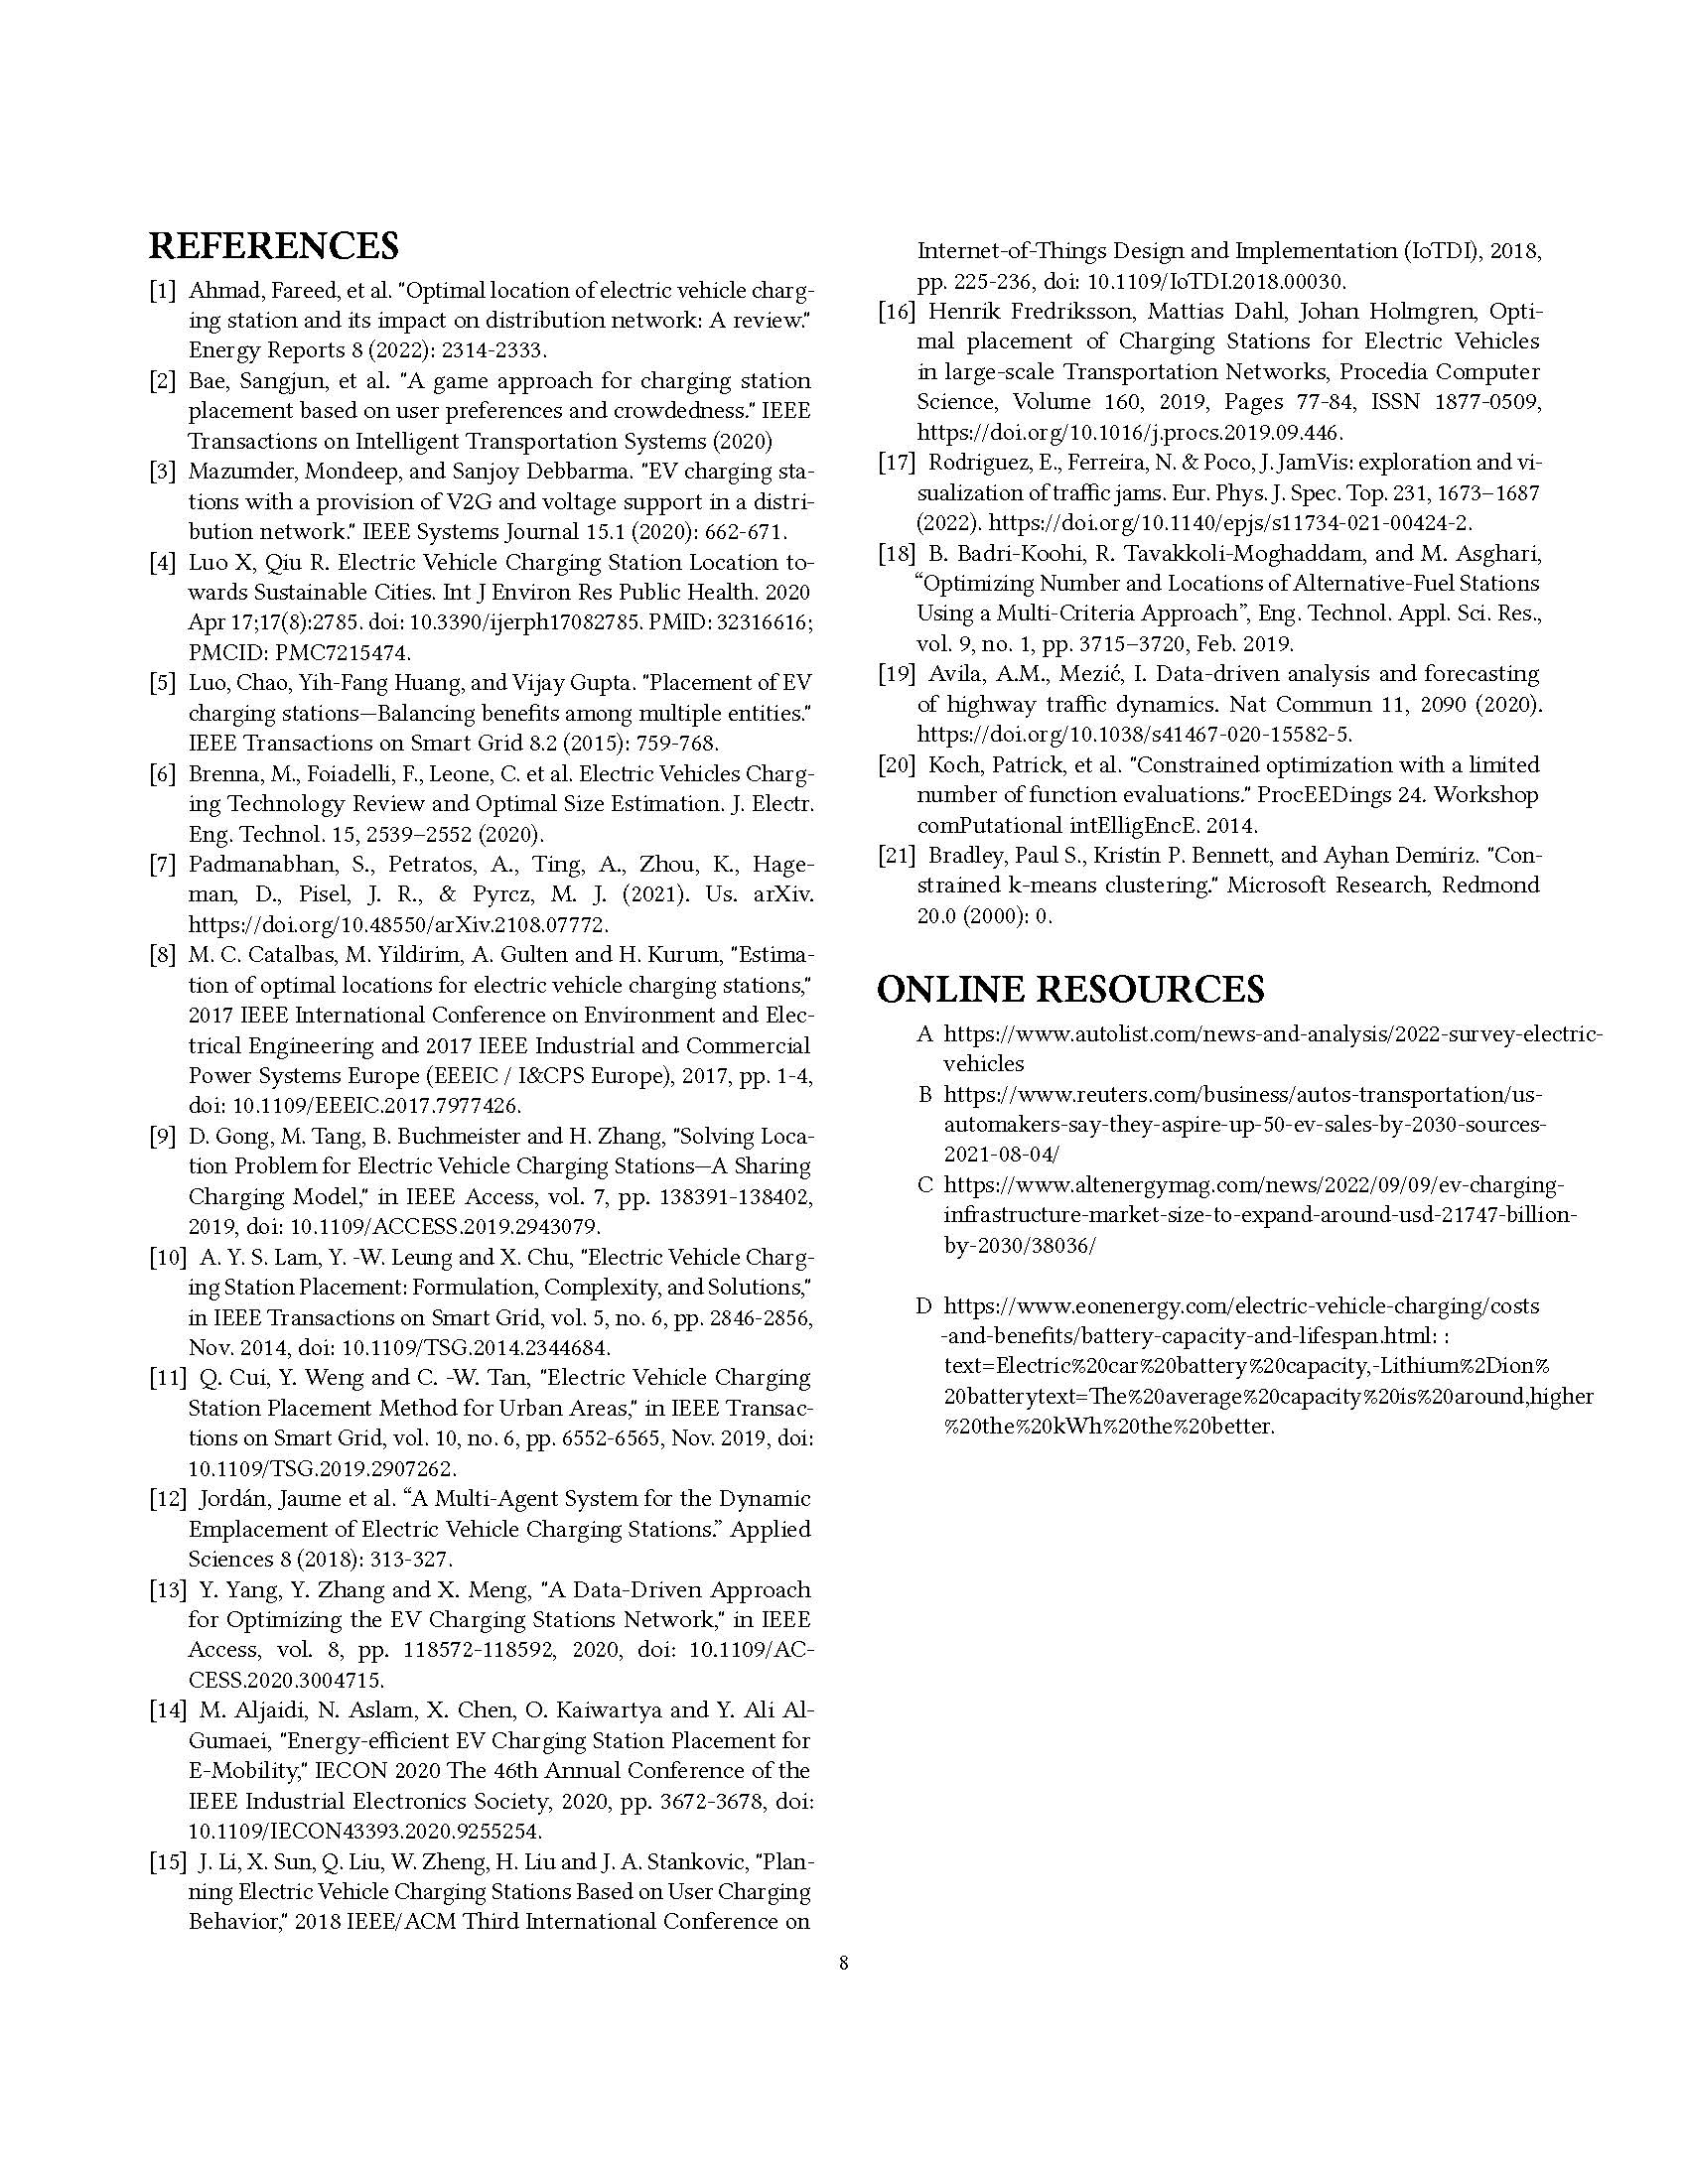 REFERENCES
[1] Ahmad, Fareed, et al. "Optimal location of electric vehicle charg-
ing station and its impact on distribution network: A review."
Energy Reports 8 (2022): 2314-2333.
[2] Bae, Sangjun, et al. "A game approach for charging station
placement based on user preferences and crowdedness." IEEE
Transactions on Intelligent Transportation Systems (2020)
[3] Mazumder, Mondeep, and Sanjoy Debbarma. "EV charging sta-
tions with a provision of V2G and voltage support in a distri-
bution network." IEEE Systems Journal 15.1 (2020): 662-671.
[4] Luo X, Qiu R. Electric Vehicle Charging Station Location to-
wards Sustainable Cities. Int J Environ Res Public Health. 2020
Apr 17;17(8):2785. doi: 10.3390/ijerph17082785. PMID: 32316616;
PMCID: PMC7215474.
[5] Luo, Chao, Yih-Fang Huang, and Vijay Gupta. "Placement of EV
charging stations—Balancing benefits among multiple entities."
IEEE Transactions on Smart Grid 8.2 (2015): 759-768.
[6] Brenna, M., Foiadelli, F., Leone, C. et al. Electric Vehicles Charg-
ing Technology Review and Optimal Size Estimation. J. Electr.
Eng. Technol. 15, 2539–2552 (2020).
[7] Padmanabhan, S., Petratos, A., Ting, A., Zhou, K., Hage-
man, D., Pisel, J. R., & Pyrcz, M. J. (2021). Us. arXiv.
https://doi.org/10.48550/arXiv.2108.07772.
[8] M. C. Catalbas, M. Yildirim, A. Gulten and H. Kurum, "Estima-
tion of optimal locations for electric vehicle charging stations,"
2017 IEEE International Conference on Environment and Elec-
trical Engineering and 2017 IEEE Industrial and Commercial
Power Systems Europe (EEEIC / I&CPS Europe), 2017, pp. 1-4,
doi: 10.1109/EEEIC.2017.7977426.
[9] D. Gong, M. Tang, B. Buchmeister and H. Zhang, "Solving Loca-
tion Problem for Electric Vehicle Charging Stations—A Sharing
Charging Model," in IEEE Access, vol. 7, pp. 138391-138402,
2019, doi: 10.1109/ACCESS.2019.2943079.
[10] A. Y. S. Lam, Y. -W. Leung and X. Chu, "Electric Vehicle Charg-
ing Station Placement: Formulation, Complexity, and Solutions,"
in IEEE Transactions on Smart Grid, vol. 5, no. 6, pp. 2846-2856,
Nov. 2014, doi: 10.1109/TSG.2014.2344684.
[11] Q. Cui, Y. Weng and C. -W. Tan, "Electric Vehicle Charging
Station Placement Method for Urban Areas," in IEEE Transac-
tions on Smart Grid, vol. 10, no. 6, pp. 6552-6565, Nov. 2019, doi:
10.1109/TSG.2019.2907262.
[12] Jordán, Jaume et al. “A Multi-Agent System for the Dynamic
Emplacement of Electric Vehicle Charging Stations.” Applied
Sciences 8 (2018): 313-327.
[13] Y. Yang, Y. Zhang and X. Meng, "A Data-Driven Approach
for Optimizing the EV Charging Stations Network," in IEEE
Access, vol. 8, pp. 118572-118592, 2020, doi: 10.1109/AC-
CESS.2020.3004715.
[14] M. Aljaidi, N. Aslam, X. Chen, O. Kaiwartya and Y. Ali Al-
Gumaei, "Energy-efficient EV Charging Station Placement for
E-Mobility," IECON 2020 The 46th Annual Conference of the
IEEE Industrial Electronics Society, 2020, pp. 3672-3678, doi:
10.1109/IECON43393.2020.9255254.
[15] J. Li, X. Sun, Q. Liu, W. Zheng, H. Liu and J. A. Stankovic, "Plan-
ning Electric Vehicle Charging Stations Based on User Charging
Behavior," 2018 IEEE/ACM Third International Conference on
Internet-of-Things Design and Implementation (IoTDI), 2018,
pp. 225-236, doi: 10.1109/IoTDI.2018.00030.
[16] Henrik Fredriksson, Mattias Dahl, Johan Holmgren, Opti-
mal placement of Charging Stations for Electric Vehicles
in large-scale Transportation Networks, Procedia Computer
Science, Volume 160, 2019, Pages 77-84, ISSN 1877-0509,
https://doi.org/10.1016/j.procs.2019.09.446.
[17] Rodriguez, E., Ferreira, N. & Poco, J. JamVis: exploration and vi-
sualization of traffic jams. Eur. Phys. J. Spec. Top. 231, 1673–1687
(2022). https://doi.org/10.1140/epjs/s11734-021-00424-2.
[18] B. Badri-Koohi, R. Tavakkoli-Moghaddam, and M. Asghari,
“Optimizing Number and Locations of Alternative-Fuel Stations
Using a Multi-Criteria Approach”, Eng. Technol. Appl. Sci. Res.,
vol. 9, no. 1, pp. 3715–3720, Feb. 2019.
[19] Avila, A.M., Mezić, I. Data-driven analysis and forecasting
of highway traffic dynamics. Nat Commun 11, 2090 (2020).
https://doi.org/10.1038/s41467-020-15582-5.
[20] Koch, Patrick, et al. "Constrained optimization with a limited
number of function evaluations." ProcEEDings 24. Workshop
comPutational intElligEncE. 2014.
[21] Bradley, Paul S., Kristin P. Bennett, and Ayhan Demiriz. "Con-
strained k-means clustering." Microsoft Research, Redmond
20.0 (2000): 0.
ONLINE RESOURCES
A https://www.autolist.com/news-and-analysis/2022-survey-electric-
vehicles
B https://www.reuters.com/business/autos-transportation/us-
automakers-say-they-aspire-up-50-ev-sales-by-2030-sources-
2021-08-04/
C https://www.altenergymag.com/news/2022/09/09/ev-charging-
infrastructure-market-size-to-expand-around-usd-21747-billion-
by-2030/38036/
D https://www.eonenergy.com/electric-vehicle-charging/costs
-and-benefits/battery-capacity-and-lifespan.html: :
text=Electric%20car%20battery%20capacity,-Lithium%2Dion%
20batterytext=The%20average%20capacity%20is%20around,higher
%20the%20kWh%20the%20better.
8